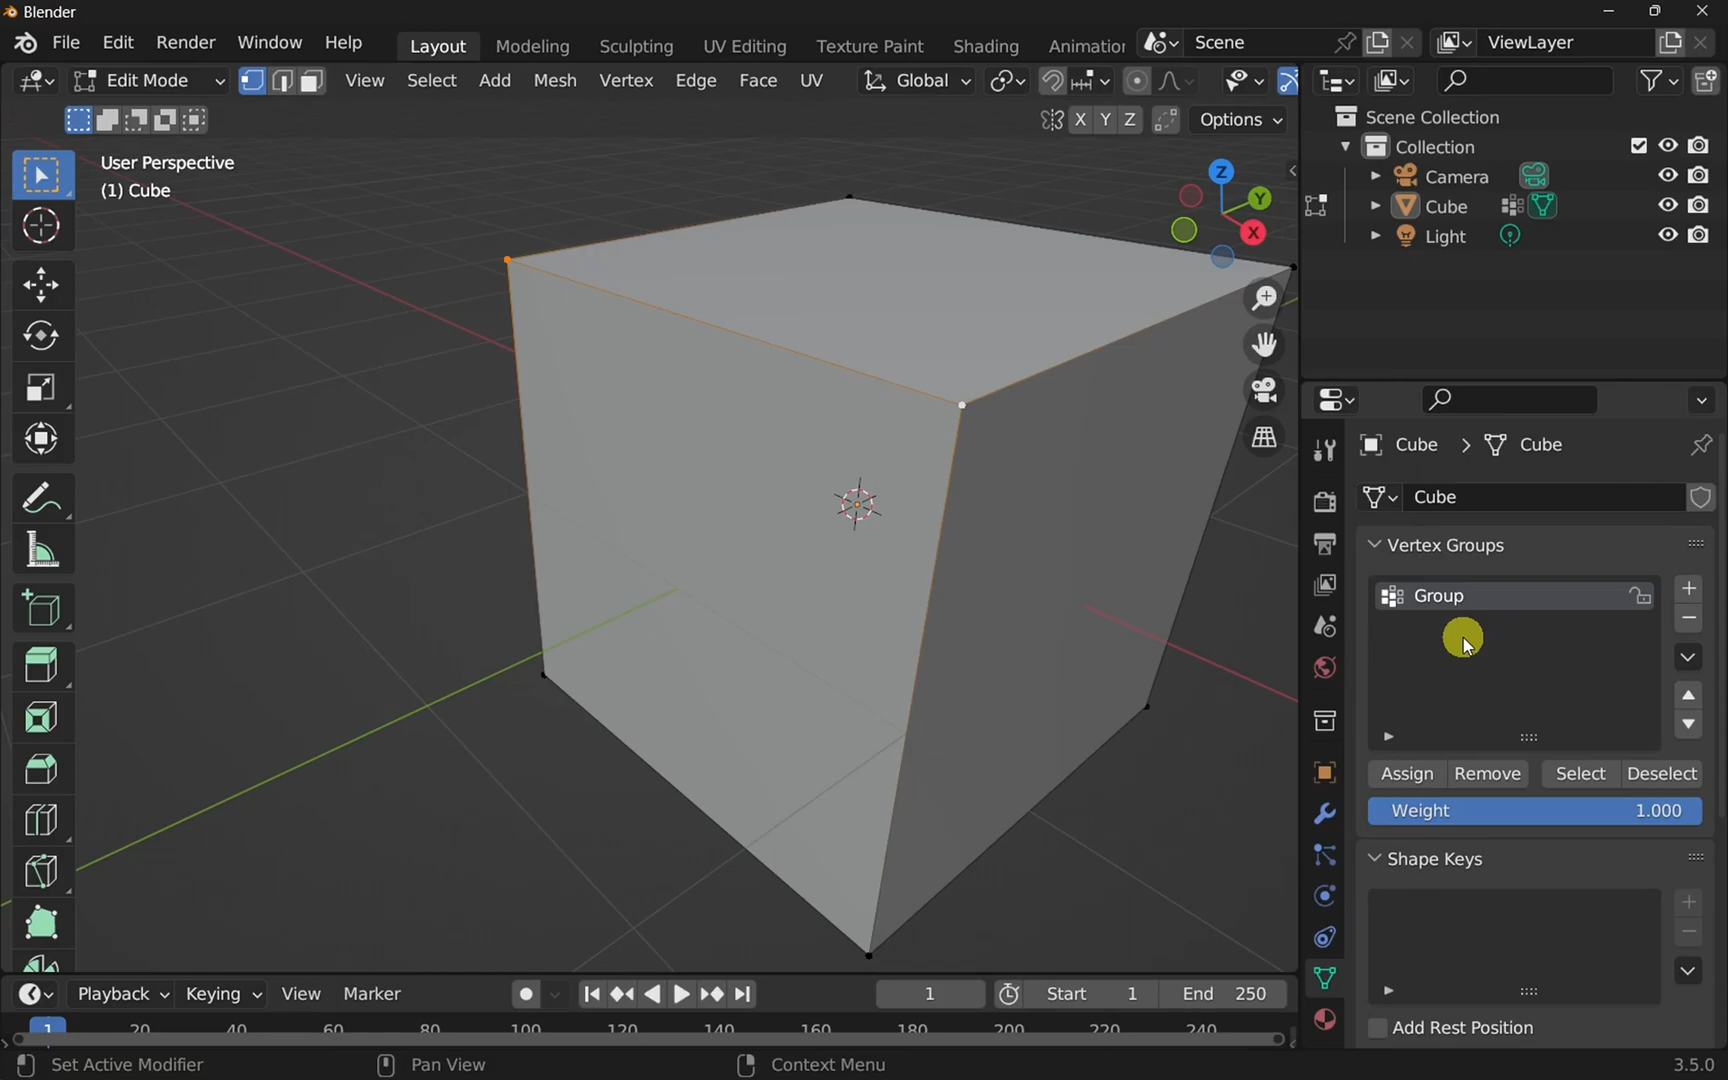 Blender
File Edit Render Window Help Layout Modeling Sculpting UV Editing Texture Paint Shading Animation Scene ViewLayer
Edit Mode View Select Add Mesh Vertex Edge Face UV Global
X Y Z Options
User Perspective
(1) Cube
Z
Y
X
Scene Collection
Collection
Camera
Cube
Light
Cube > Cube
Cube
Vertex Groups
Group
Assign Remove Select Deselect
Weight 1.000
Shape Keys
Add Rest Position
Playback Keying View Marker 1 Start 1 End 250
1 20 40 60 80 100 120 140 160 180 200 220 240
Set Active Modifier Pan View Context Menu 3.5.0